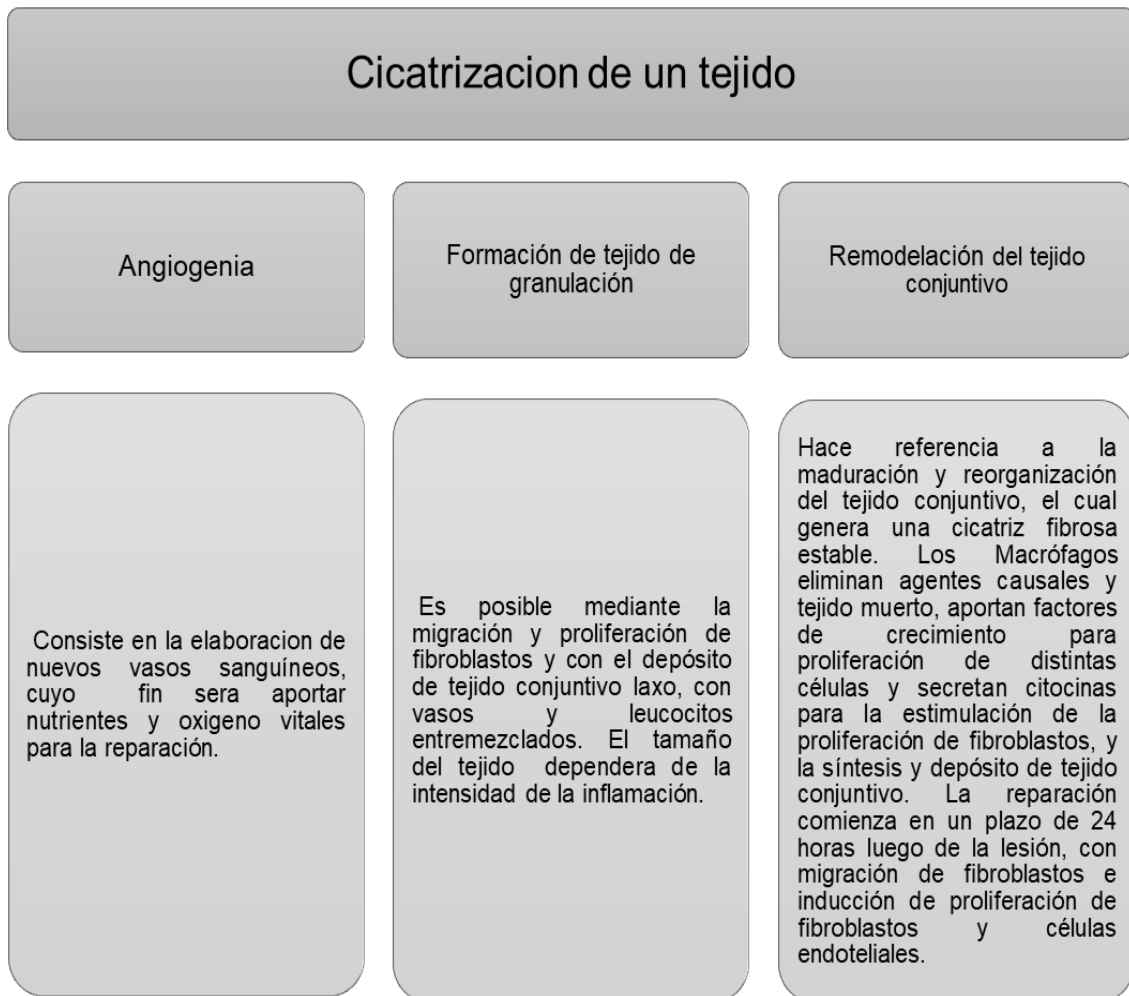 Cicatrizacion de un tejido
Angiogenia
Formación de tejido de
granulación
Remodelación del tejido
conjuntivo
Consiste en la elaboracion de
nuevos vasos sanguíneos,
cuyo fin sera aportar
nutrientes y oxigeno vitales
para la reparación.
Es posible mediante la
migración y proliferación de
fibroblastos y con el depósito
de tejido conjuntivo laxo, con
vasos y leucocitos
entremezclados. El tamaño
del tejido dependera de la
intensidad de la inflamación.
Hace referencia a la
maduración y reorganización
del tejido conjuntivo, el cual
genera una cicatriz fibrosa
estable. Los Macrófagos
eliminan agentes causales y
tejido muerto, aportan factores
de crecimiento para
proliferación de distintas
células y secretan citocinas
para la estimulación de la
proliferación de fibroblastos, y
la síntesis y depósito de tejido
conjuntivo. La reparación
comienza en un plazo de 24
horas luego de la lesión, con
migración de fibroblastos e
inducción de proliferación de
fibroblastos y células
endoteliales.